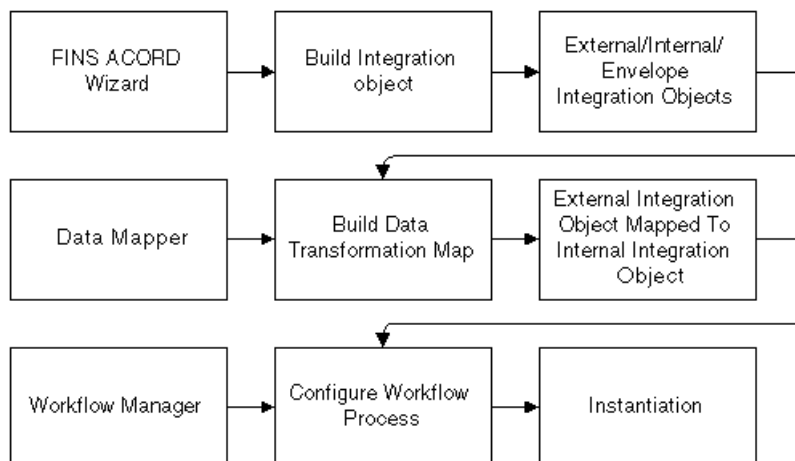 FINS ACORD
Wizard
Build Integration
object
External/Internal/
Envelope
Integration Objects
Data Mapper
Build Data
Transformation Map
External Integration
Object Mapped To
Internal Integration
Object
Workflow Manager
Configure Workflow
Process
Instantiation